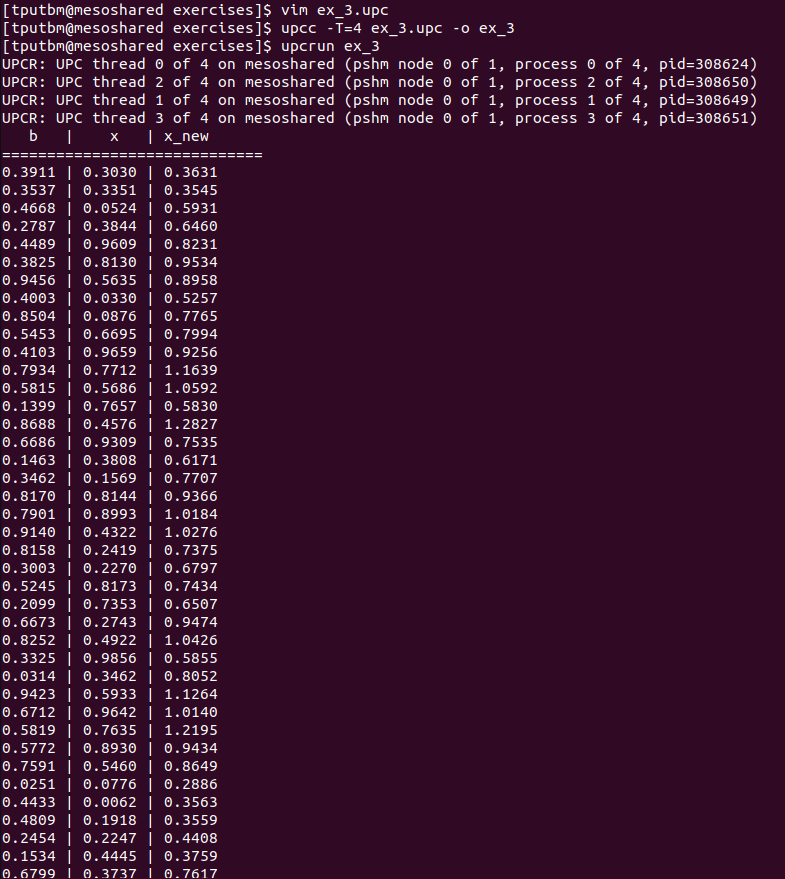 [tputbm@mesoshared exercises]$ vim ex_3.upc
[tputbm@mesoshared exercises]$ upcc -T=4 ex_3.upc -o ex_3
[tputbm@mesoshared exercises]$ upcrun ex_3
UPCR: UPC thread 0 of 4 on mesoshared (pshm node 0 of 1, process 0 of 4, pid=308624)
UPCR: UPC thread 2 of 4 on mesoshared (pshm node 0 of 1, process 2 of 4, pid=308650)
UPCR: UPC thread 1 of 4 on mesoshared (pshm node 0 of 1, process 1 of 4, pid=308649)
UPCR: UPC thread 3 of 4 on mesoshared (pshm node 0 of 1, process 3 of 4, pid=308651)
   b   |    x   | x_new
=============================
0.3911 | 0.3030 | 0.3631
0.3537 | 0.3351 | 0.3545
0.4668 | 0.0524 | 0.5931
0.2787 | 0.3844 | 0.6460
0.4489 | 0.9609 | 0.8231
0.3825 | 0.8130 | 0.9534
0.9456 | 0.5635 | 0.8958
0.4003 | 0.0330 | 0.5257
0.8504 | 0.0876 | 0.7765
0.5453 | 0.6695 | 0.7994
0.4103 | 0.9659 | 0.9256
0.7934 | 0.7712 | 1.1639
0.5815 | 0.5686 | 1.0592
0.1399 | 0.7657 | 0.5830
0.8688 | 0.4576 | 1.2827
0.6686 | 0.9309 | 0.7535
0.1463 | 0.3808 | 0.6171
0.3462 | 0.1569 | 0.7707
0.8170 | 0.8144 | 0.9366
0.7901 | 0.8993 | 1.0184
0.9140 | 0.4322 | 1.0276
0.8158 | 0.2419 | 0.7375
0.3003 | 0.2270 | 0.6797
0.5245 | 0.8173 | 0.7434
0.2099 | 0.7353 | 0.6507
0.6673 | 0.2743 | 0.9474
0.8252 | 0.4922 | 1.0426
0.3325 | 0.9856 | 0.5855
0.0314 | 0.3462 | 0.8052
0.9423 | 0.5933 | 1.1264
0.6712 | 0.9642 | 1.0140
0.5819 | 0.7635 | 1.2195
0.5772 | 0.8930 | 0.9434
0.7591 | 0.5460 | 0.8649
0.0251 | 0.0776 | 0.2886
0.4433 | 0.0062 | 0.3563
0.4809 | 0.1918 | 0.3559
0.2454 | 0.2247 | 0.4408
0.1534 | 0.4445 | 0.3759
0.6799 | 0.3737 | 0.7617